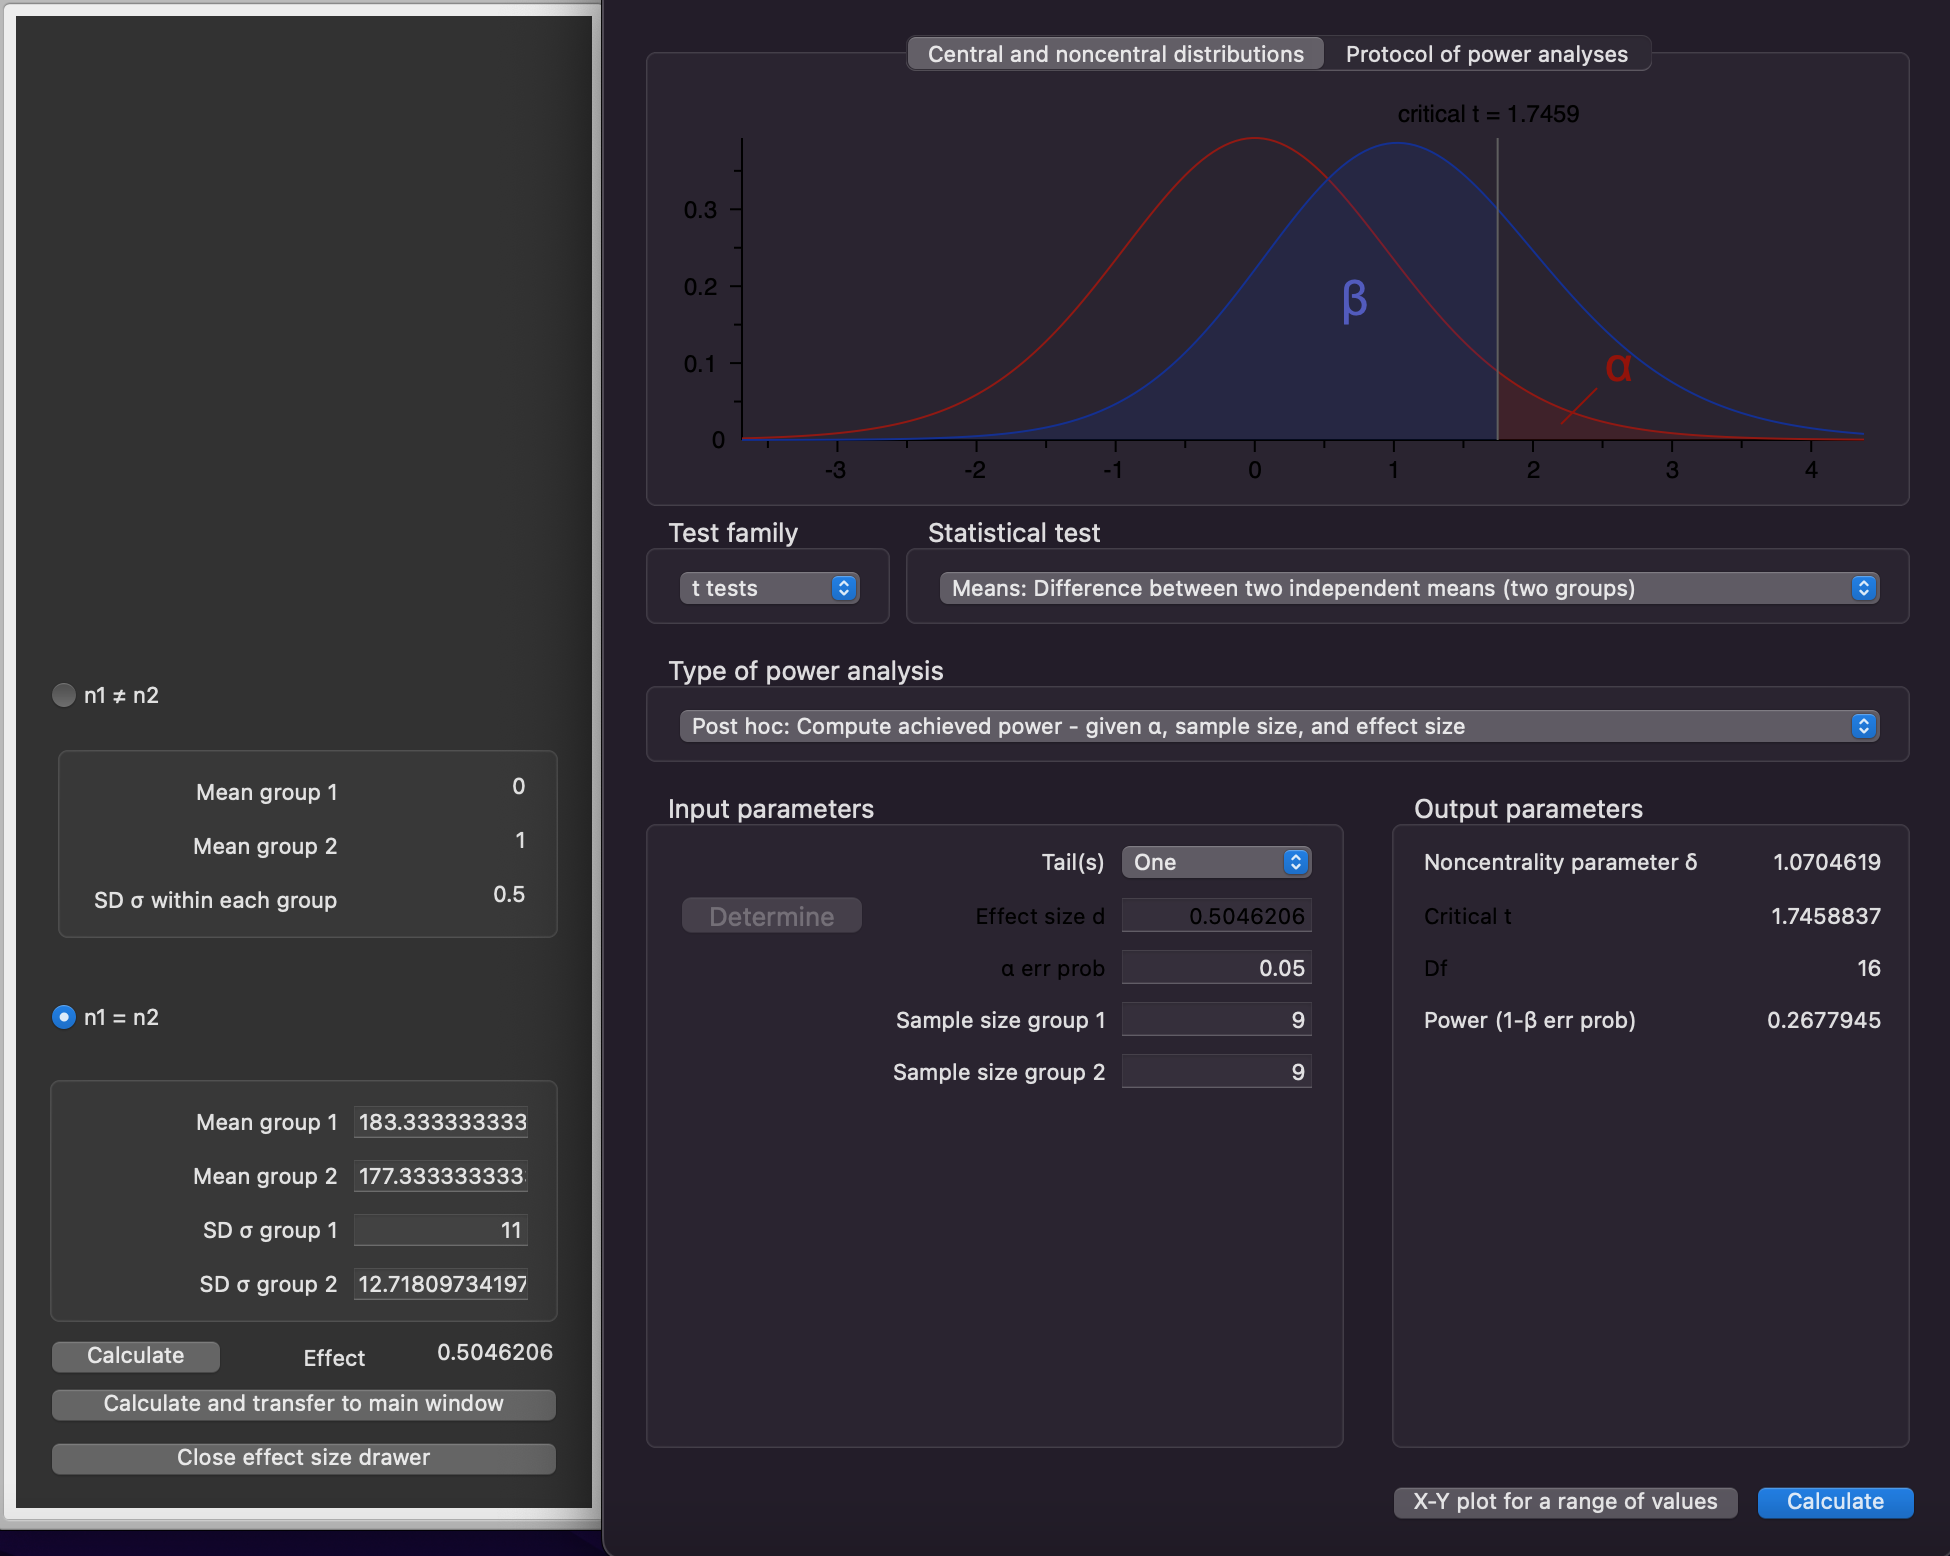 n1 ≠ n2
Mean group 1 0
Mean group 2 1
SD σ within each group 0.5
n1 = n2
Mean group 1 183.333333333
Mean group 2 177.3333333333
SD σ group 1 11
SD σ group 2 12.71809734197
Calculate Effect 0.5046206
Calculate and transfer to main window
Close effect size drawer
Central and noncentral distributions Protocol of power analyses
critical t = 1.7459
0.3
0.2
β
0.1
α
0
-3 -2 -1 0 1 2 3 4
Test family Statistical test
t tests Means: Difference between two independent means (two groups)
Type of power analysis
Post hoc: Compute achieved power - given α, sample size, and effect size
Input parameters
Tail(s) One
Determine Effect size d 0.5046206
α err prob 0.05
Sample size group 1 9
Sample size group 2 9
Output parameters
Noncentrality parameter δ 1.0704619
Critical t 1.7458837
Df 16
Power (1-β err prob) 0.2677945
X-Y plot for a range of values Calculate